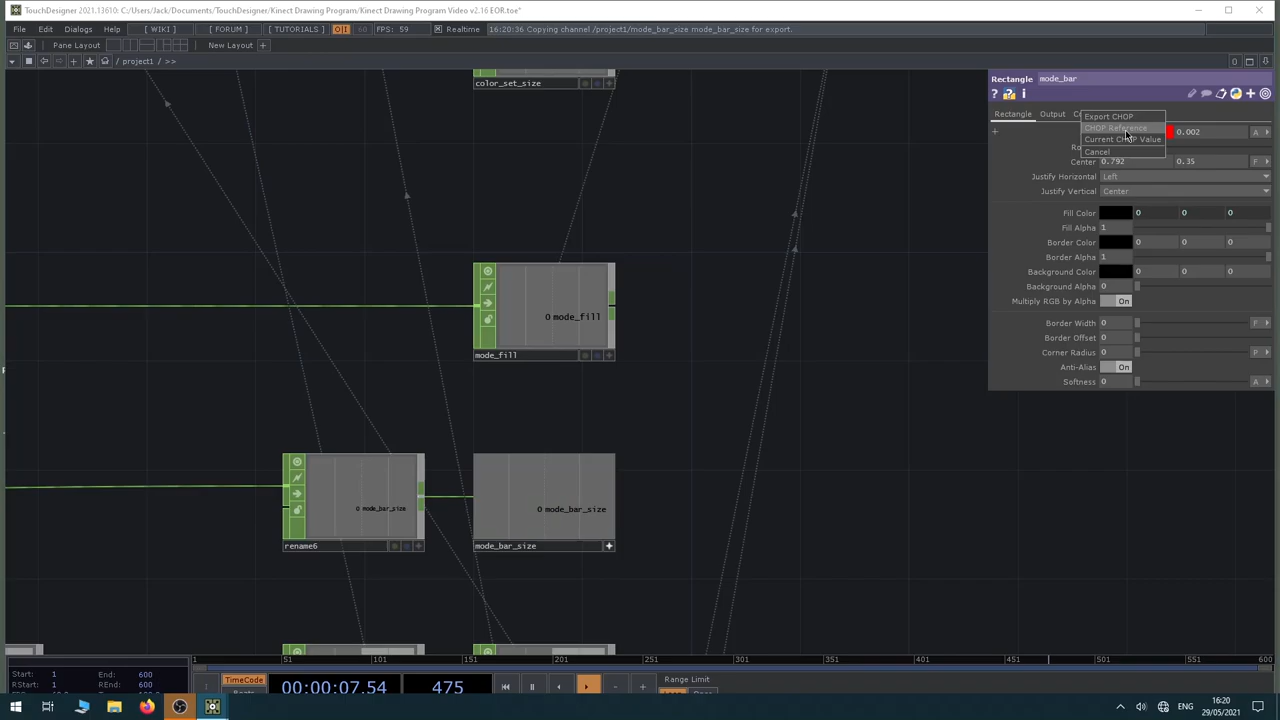 TouchDesigner 2021.13610: C:/Users/Jack/Documents/TouchDesigner/Kinect Drawing Program/Kinect Drawing Program Video v2.16 EOR.toe*
File Edit Dialogs Help [ WIKI ] [ FORUM ] [ TUTORIALS ] O|! 60 FPS: 59 Realtime 16:20:36 Copying channel /project1/mode_bar_size mode_bar_size for export.
Pane Layout New Layout +
/ project1 / >>
color_set_size
Rectangle mode_bar
Rectangle Output
Export CHOP
CHOP Reference
Current CHOP Value
Cancel
0.002 A
Center 0.792 0.35 F
Justify Horizontal Left
Justify Vertical Center
Fill Color 0 0 0
Fill Alpha 1
Border Color 0 0 0
Border Alpha 1
Background Color 0 0 0
Background Alpha 0
Multiply RGB by Alpha On
Border Width 0 F
Border Offset 0
Corner Radius 0 P
Anti-Alias On
Softness 0 A
0 mode_fill
mode_fill
0 mode_bar_size
rename6
0 mode_bar_size
mode_bar_size
1 51 101 151 201 251 301 351 401 451 501 551 600
Start: 1 End: 600
RStart: 1 REnd: 600
TimeCode
00:00:07.54
475
Range Limit
ENG
16:20
29/05/2021